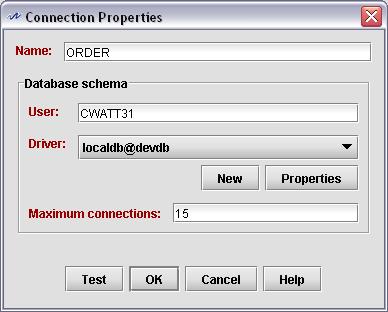 Connection Properties
Name: ORDER
Database schema
User: CWATT31
Driver: localdb@devdb
New Properties
Maximum connections: 15
Test OK Cancel Help